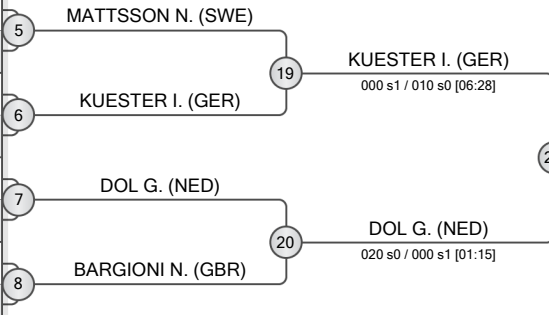 MATTSSON N. (SWE)
5
19
KUESTER I. (GER)
000 s1 / 010 s0 [06:28]
KUESTER I. (GER)
6
DOL G. (NED)
7
20
DOL G. (NED)
020 s0 / 000 s1 [01:15]
BARGIONI N. (GBR)
8